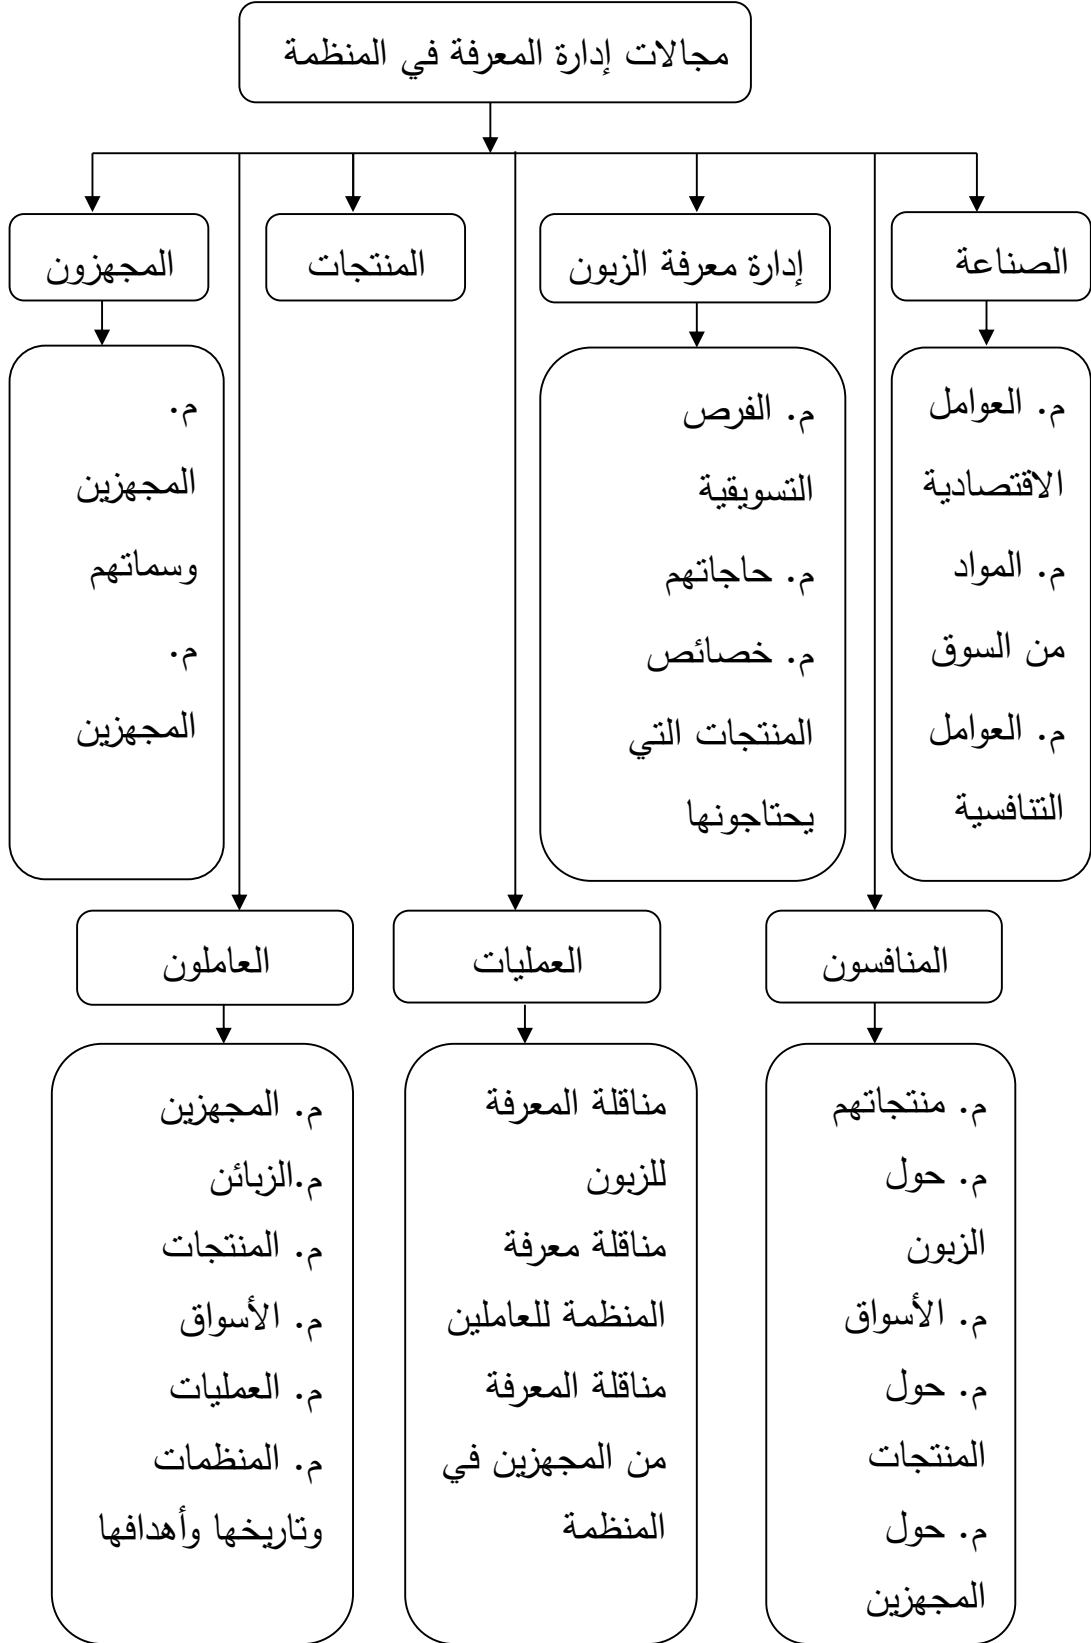 مجالات إدارة المعرفة في المنظمة
الصناعة
إدارة معرفة الزبون
المنتجات
المجهزون
م. العوامل
الاقتصادية
م. المواد
من السوق
م. العوامل
التنافسية
م. الفرص
التسويقية
م. حاجاتهم
م. خصائص
المنتجات التي
يحتاجونها
م.
المجهزين
وسماتهم
م.
المجهزين
المنافسون
العمليات
العاملون
م. منتجاتهم
م. حول
الزبون
م. الأسواق
م. حول
المنتجات
م. حول
المجهزين
مناقلة المعرفة
للزبون
مناقلة معرفة
المنظمة للعاملين
مناقلة المعرفة
من المجهزين في
المنظمة
م. المجهزين
م.الزبائن
م. المنتجات
م. الأسواق
م. العمليات
م. المنظمات
وتاريخها وأهدافها